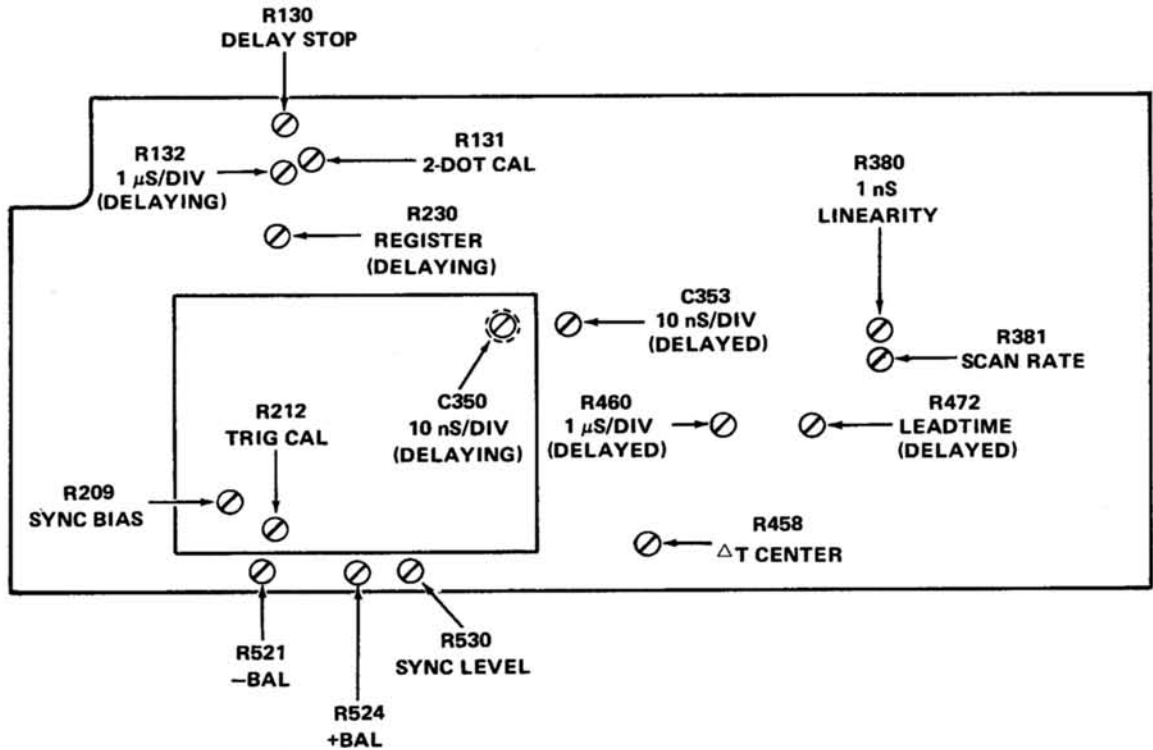 R130
DELAY STOP
R132
1 μS/DIV
(DELAYING)
R131
2-DOT CAL
R380
1 nS
LINEARITY
R230
REGISTER
(DELAYING)
C353
10 nS/DIV
(DELAYED)
R381
SCAN RATE
R212
TRIG CAL
C350
10 nS/DIV
(DELAYING)
R460
1 μS/DIV
(DELAYED)
R472
LEADTIME
(DELAYED)
R209
SYNC BIAS
R458
△T CENTER
R521
–BAL
R530
SYNC LEVEL
R524
+BAL